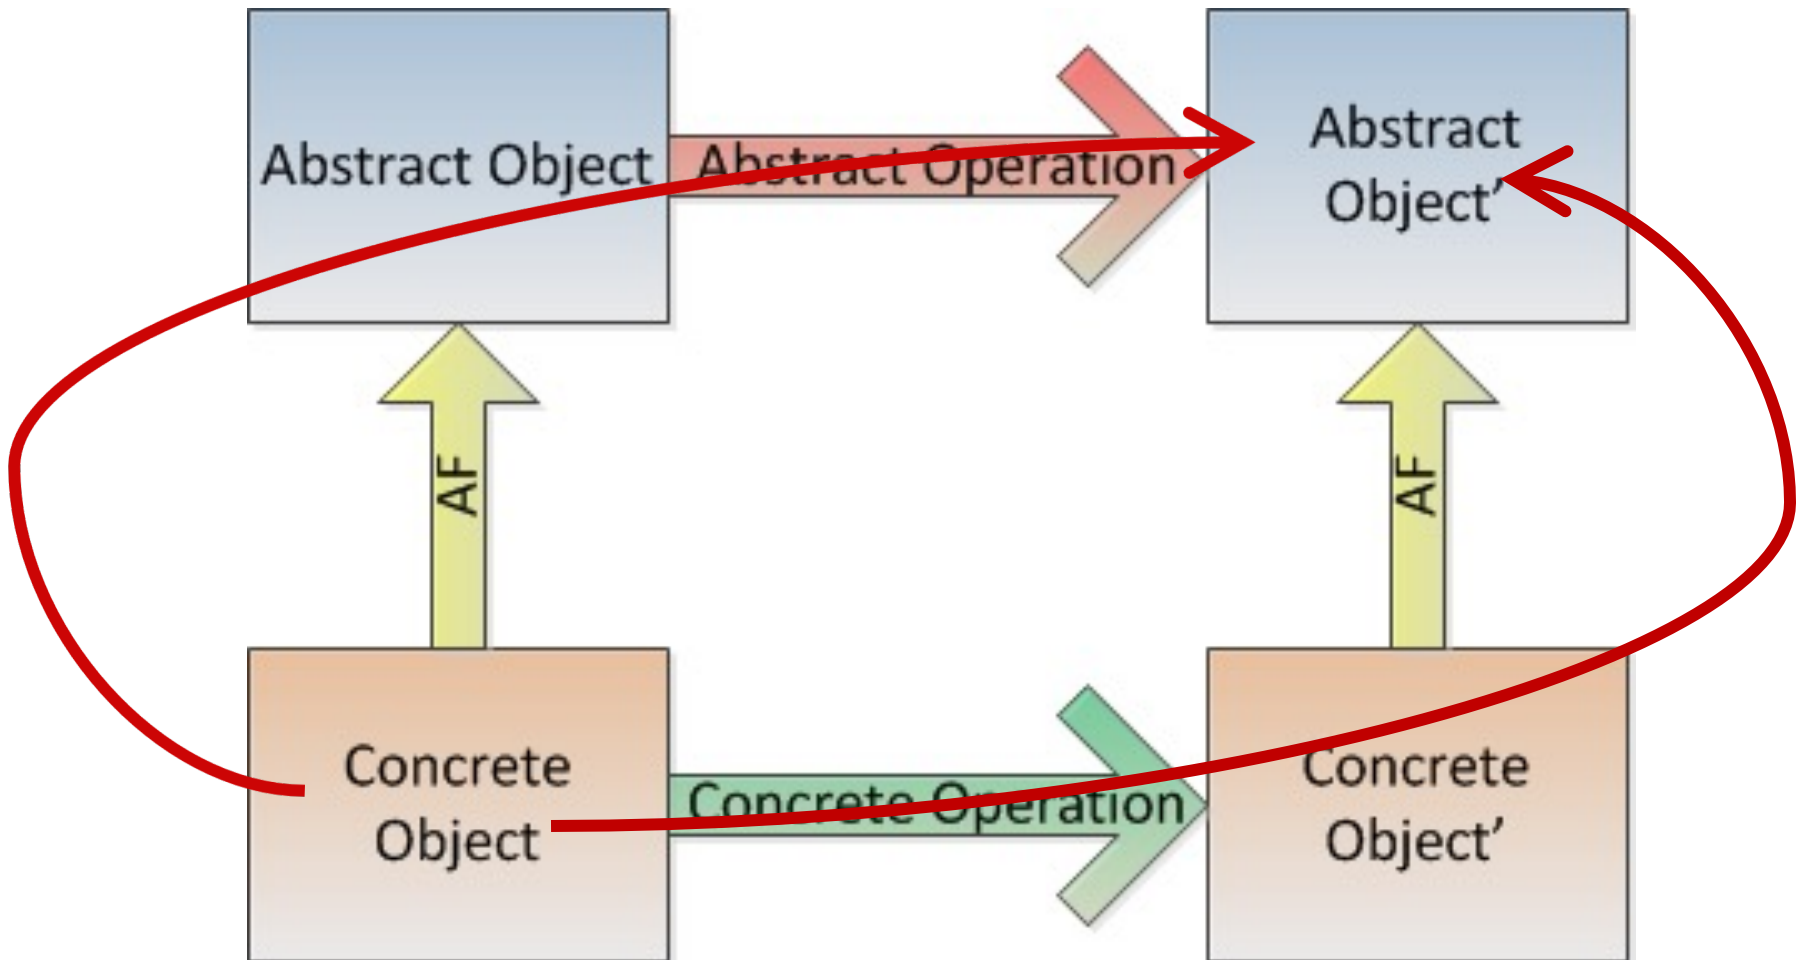 Abstract Object
Abstract Operation
Abstract
Object’
AF
AF
Concrete
Object
Concrete Operation
Concrete
Object’